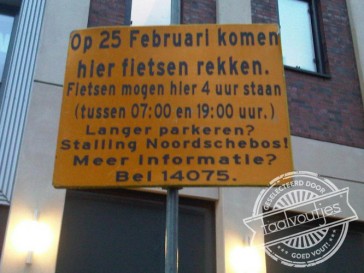 Op 25 Februari komen
hier fietsen rekken.
Fietsen mogen hier 4 uur staan
(tussen 07:00 en 19:00 uur.)
Langer parkeren?
Stalling Noordschebos!
Meer informatie?
Bel 14075.
GESELECTEERD DOOR
Taalvoutjes
GOED VOUT!